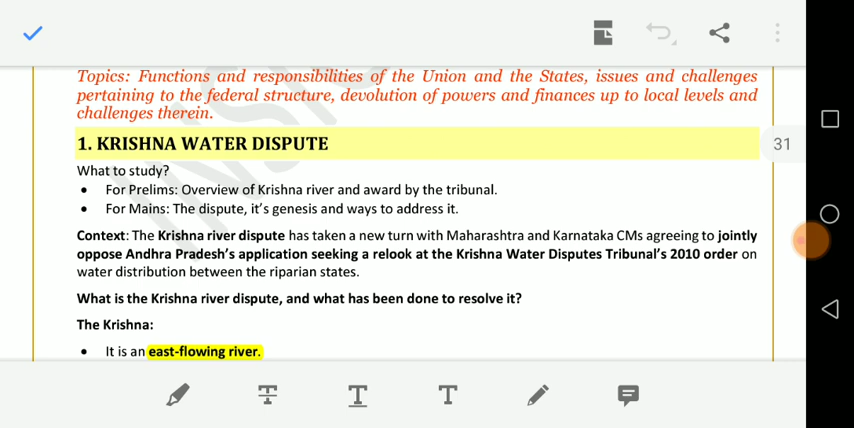 Topics: Functions and responsibilities of the Union and the States, issues and challenges
pertaining to the federal structure, devolution of powers and finances up to local levels and
challenges therein.
1. KRISHNA WATER DISPUTE
31
What to study?
• For Prelims: Overview of Krishna river and award by the tribunal.
• For Mains: The dispute, it's genesis and ways to address it.
Context: The Krishna river dispute has taken a new turn with Maharashtra and Karnataka CMs agreeing to jointly
oppose Andhra Pradesh's application seeking a relook at the Krishna Water Disputes Tribunal's 2010 order on
water distribution between the riparian states.
What is the Krishna river dispute, and what has been done to resolve it?
The Krishna:
• It is an east-flowing river.